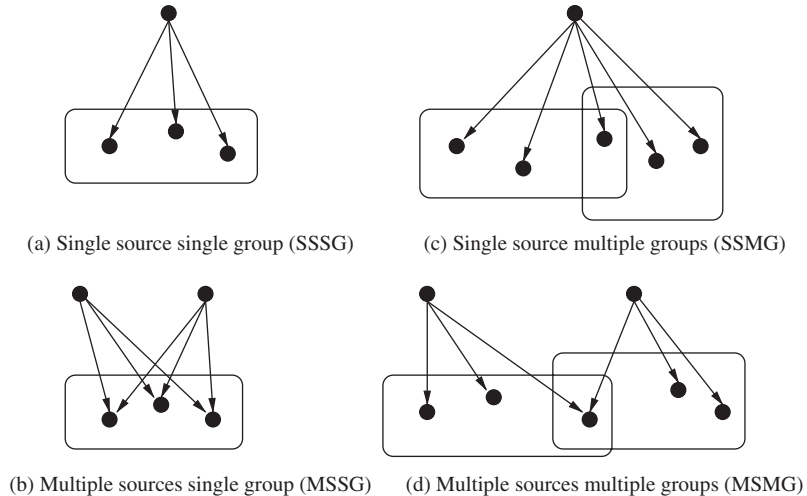 (a) Single source single group (SSSG)
(c) Single source multiple groups (SSMG)
(b) Multiple sources single group (MSSG)
(d) Multiple sources multiple groups (MSMG)